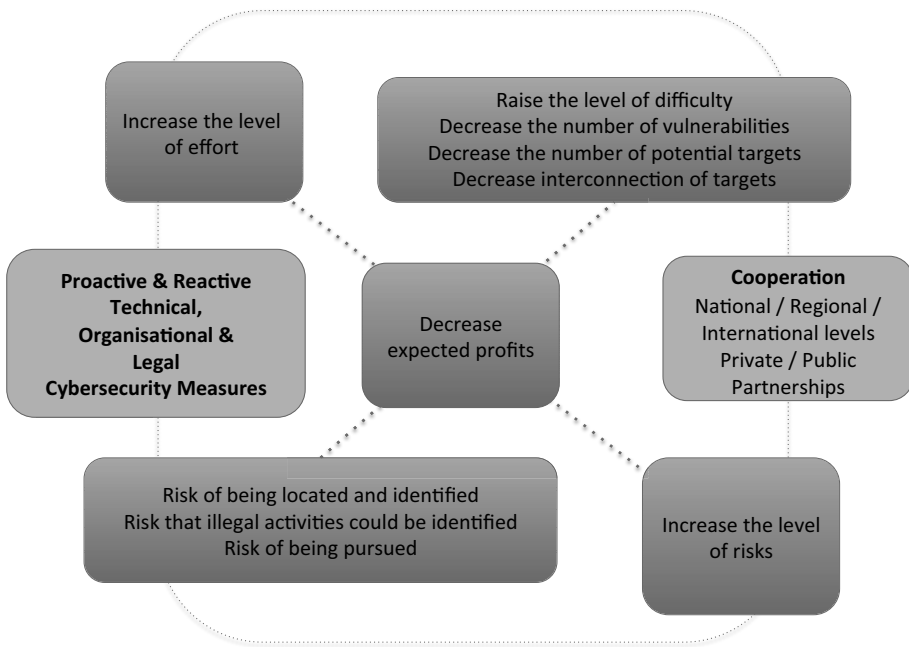 Increase the level
of effort
Raise the level of difficulty
Decrease the number of vulnerabilities
Decrease the number of potential targets
Decrease interconnection of targets
Proactive & Reactive
Technical,
Organisational &
Legal
Cybersecurity Measures
Decrease
expected profits
Cooperation
National / Regional /
International levels
Private / Public
Partnerships
Risk of being located and identified
Risk that illegal activities could be identified
Risk of being pursued
Increase the level
of risks